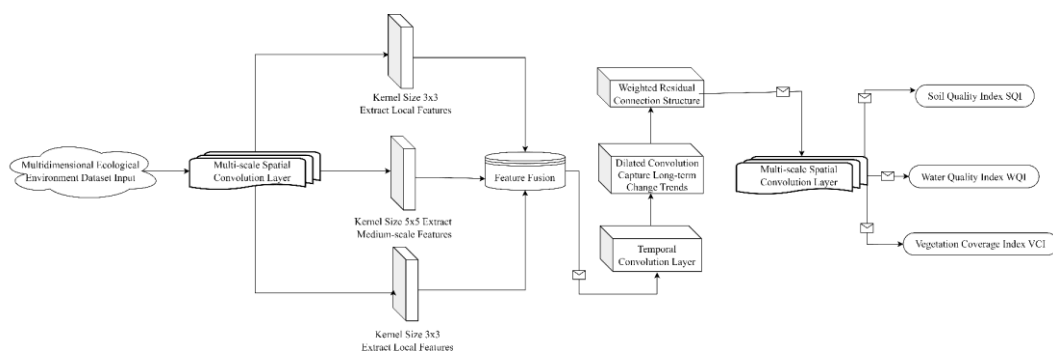 Multidimensional Ecological
Environment Dataset Input
Multi-scale Spatial
Convolution Layer
Kernel Size 3x3
Extract Local Features
Kernel Size 5x5 Extract
Medium-scale Features
Kernel Size 3x3
Extract Local Features
Feature Fusion
Temporal
Convolution Layer
Dilated Convolution
Capture Long-term
Change Trends
Weighted Residual
Connection Structure
Multi-scale Spatial
Convolution Layer
Soil Quality Index SQI
Water Quality Index WQI
Vegetation Coverage Index VCI